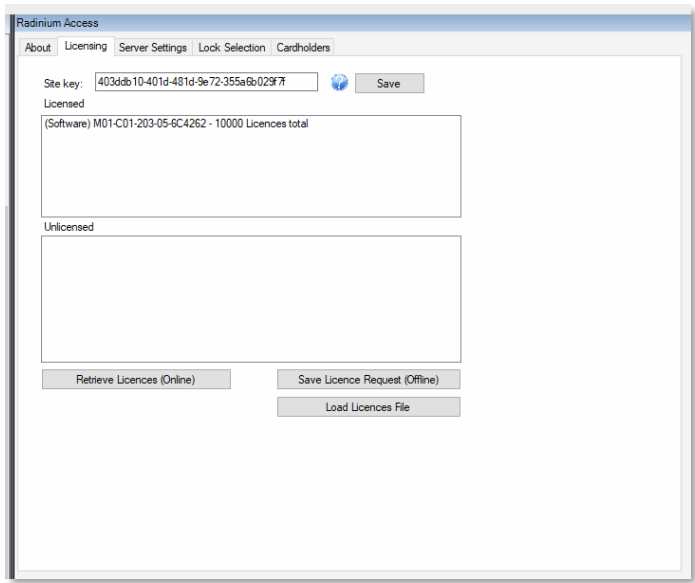 Radinium Access
About Licensing Server Settings Lock Selection Cardholders
Site key: 403ddb10-401d-481d-9e72-355a6b029f7f Save
Licensed
(Software) M01-C01-203-05-6C4262 - 10000 Licences total
Unlicensed
Retrieve Licences (Online) Save Licence Request (Offline)
Load Licences File